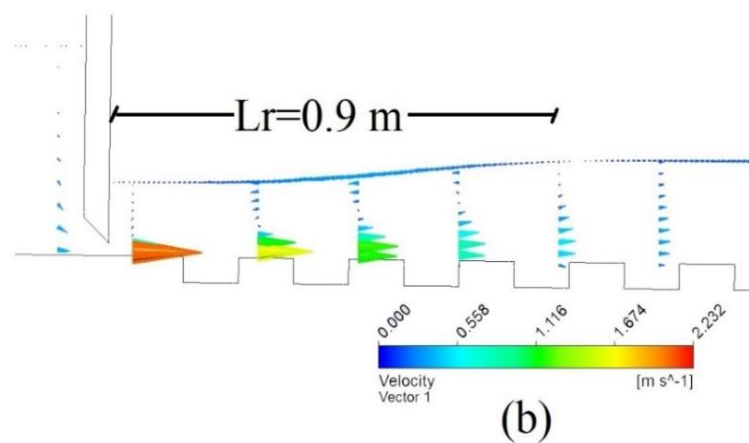 Lr=0.9 m
0.000
0.558
1.116
1.674
2.232
Velocity
Vector 1
[m s^-1]
(b)